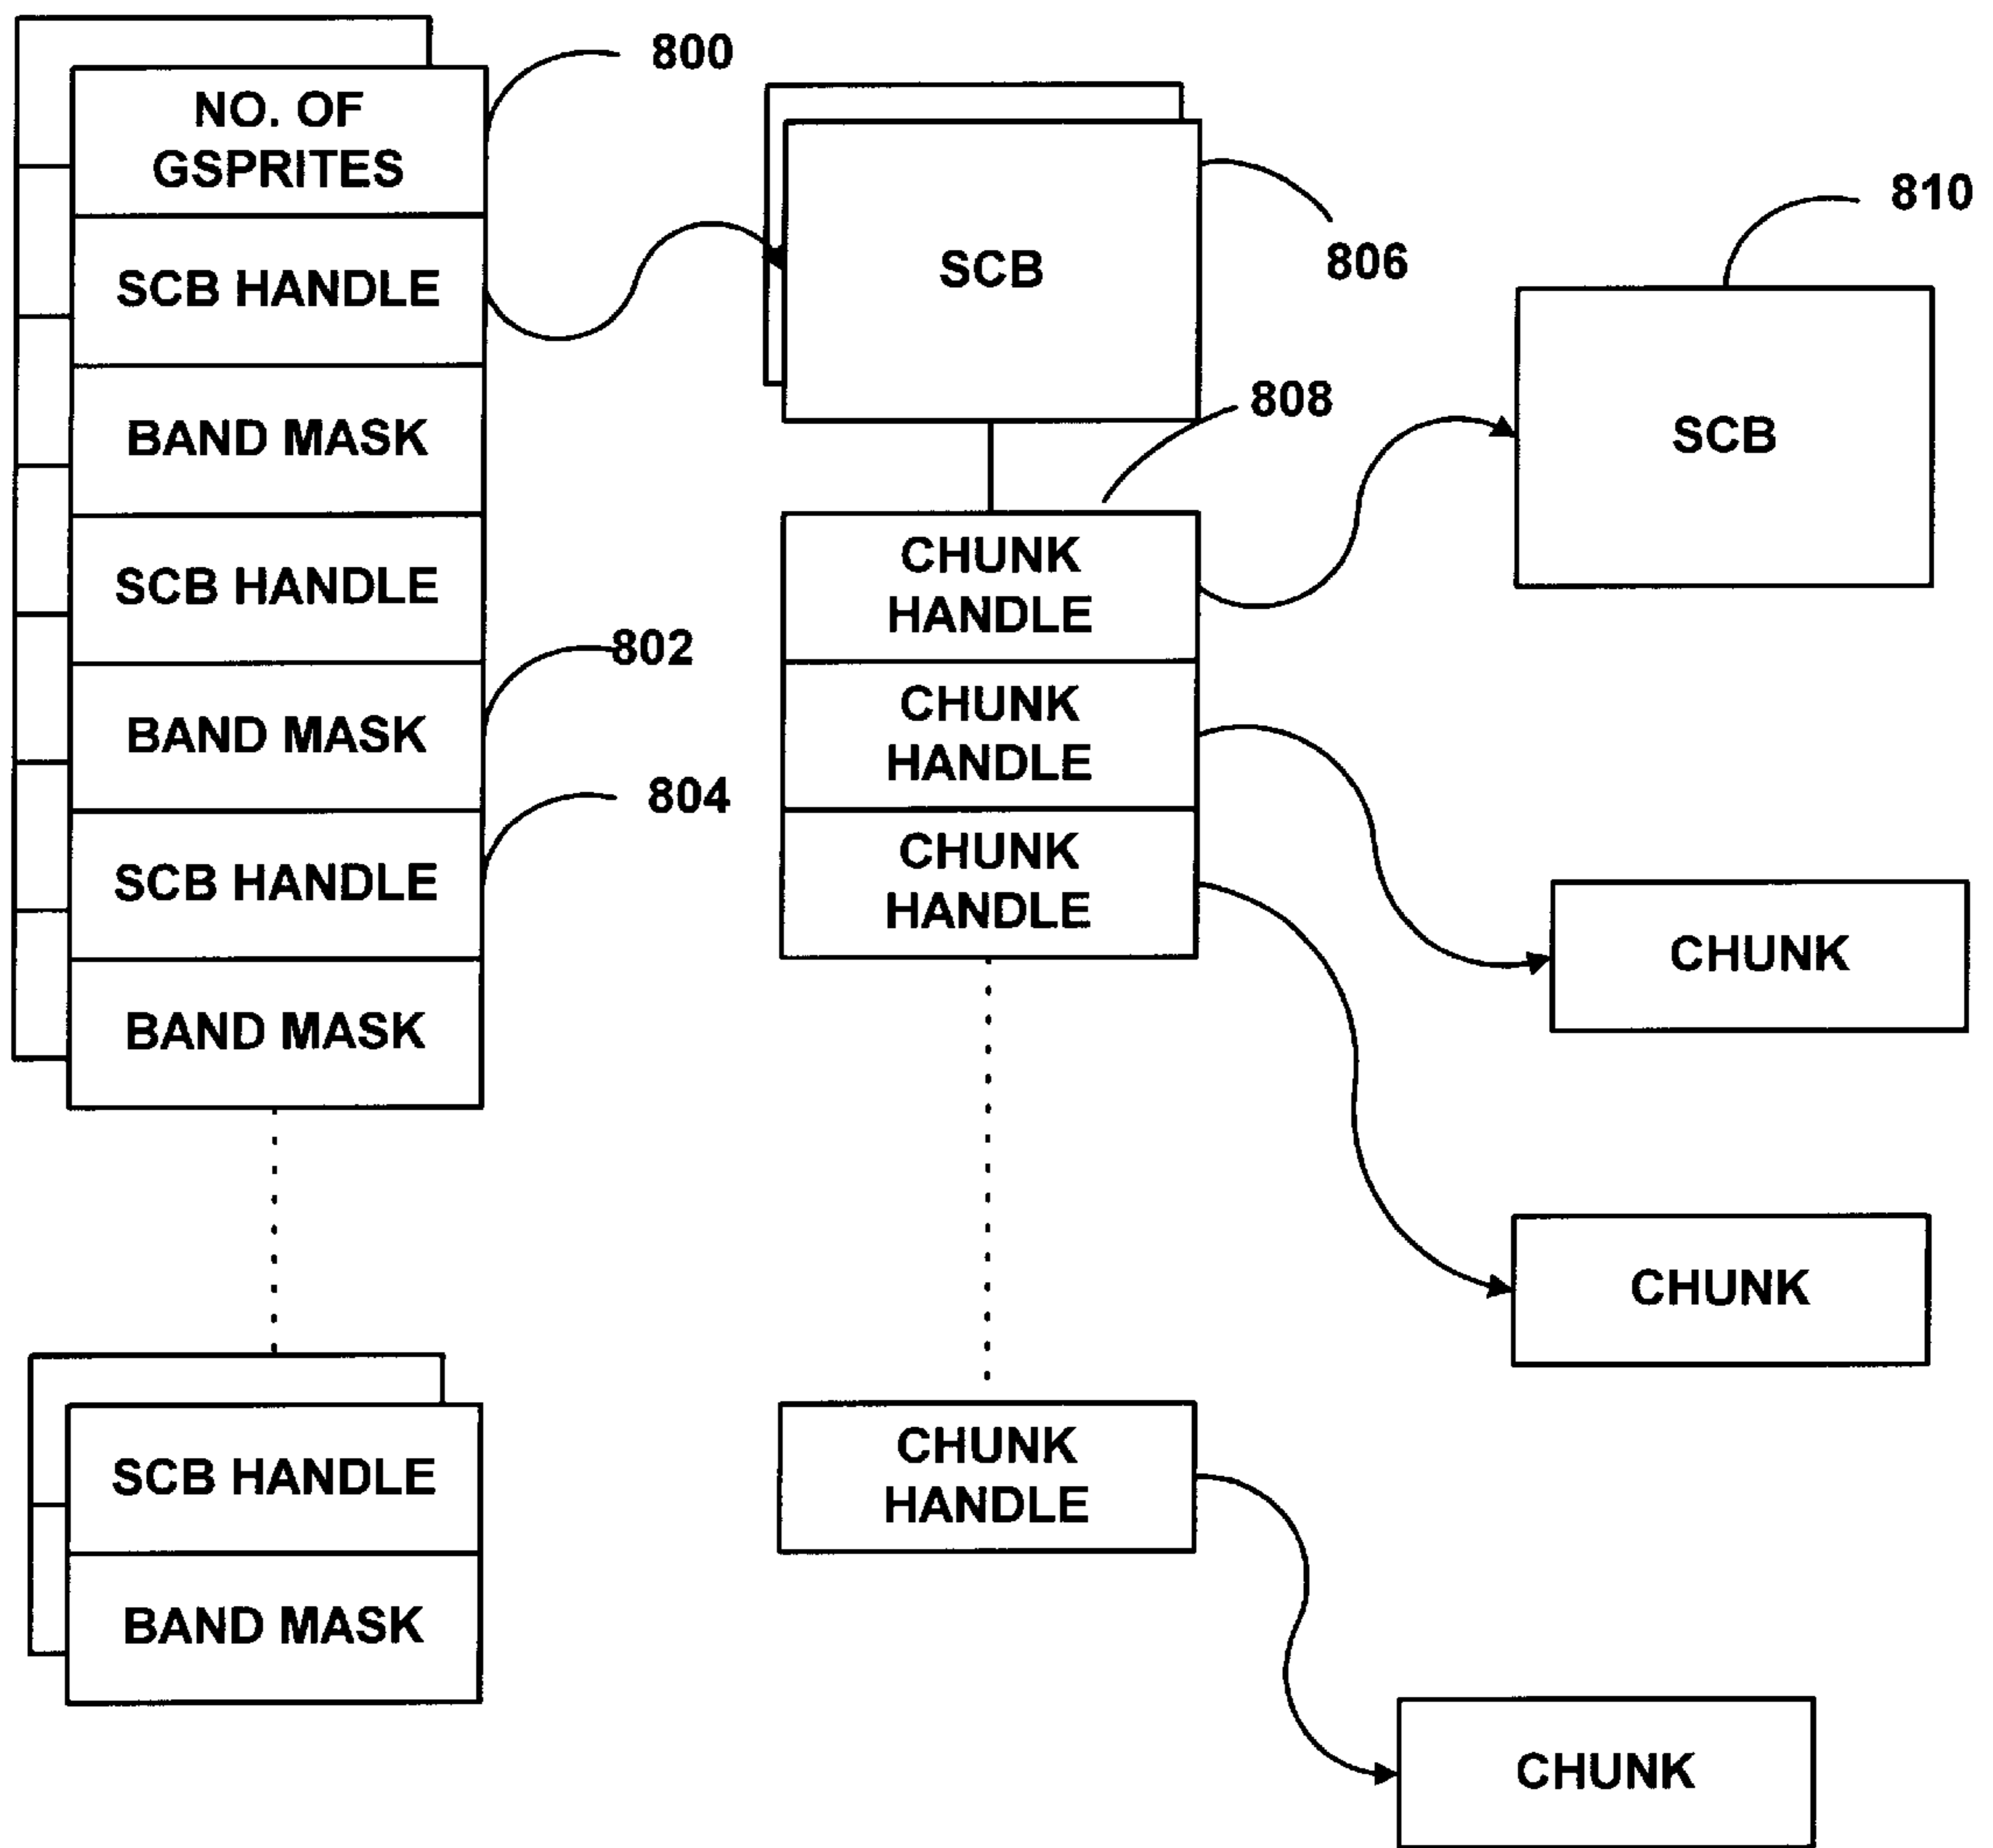 800
NO. OF
GSPRITES
SCB HANDLE
BAND MASK
SCB HANDLE
802
BAND MASK
804
SCB HANDLE
BAND MASK
SCB HANDLE
BAND MASK
SCB
806
808
CHUNK
HANDLE
CHUNK
HANDLE
CHUNK
HANDLE
CHUNK
HANDLE
810
SCB
CHUNK
CHUNK
CHUNK